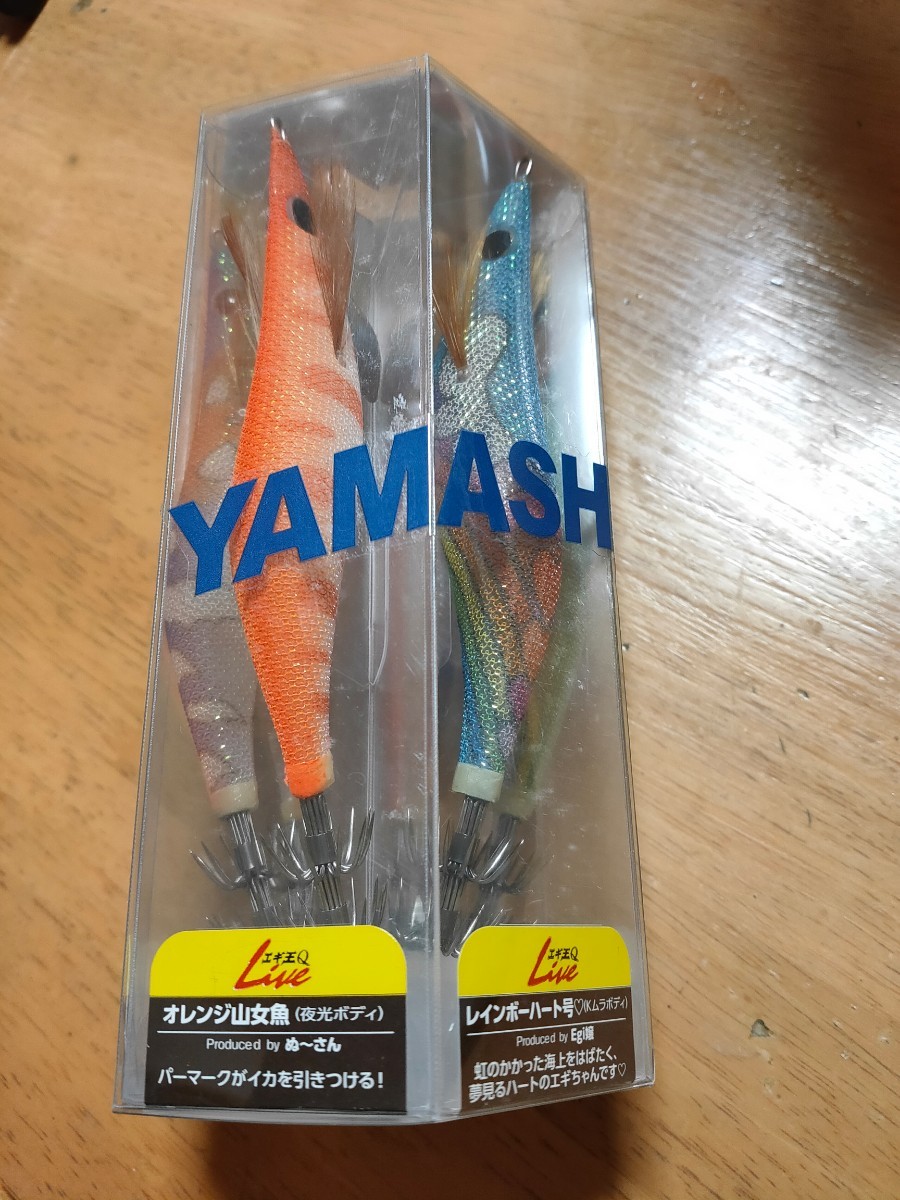 YAMASH
エギ王Q
Live
オレンジ山女魚(夜光ボディ)
Produced by ぬ〜さん
パーマークがイカを引きつける!
エギ王Q
Live
レインボーハート号♡(Kムラボディ)
Produced by Egi嬢
虹のかかった海上をはばたく、
夢見るハートのエギちゃんです♡